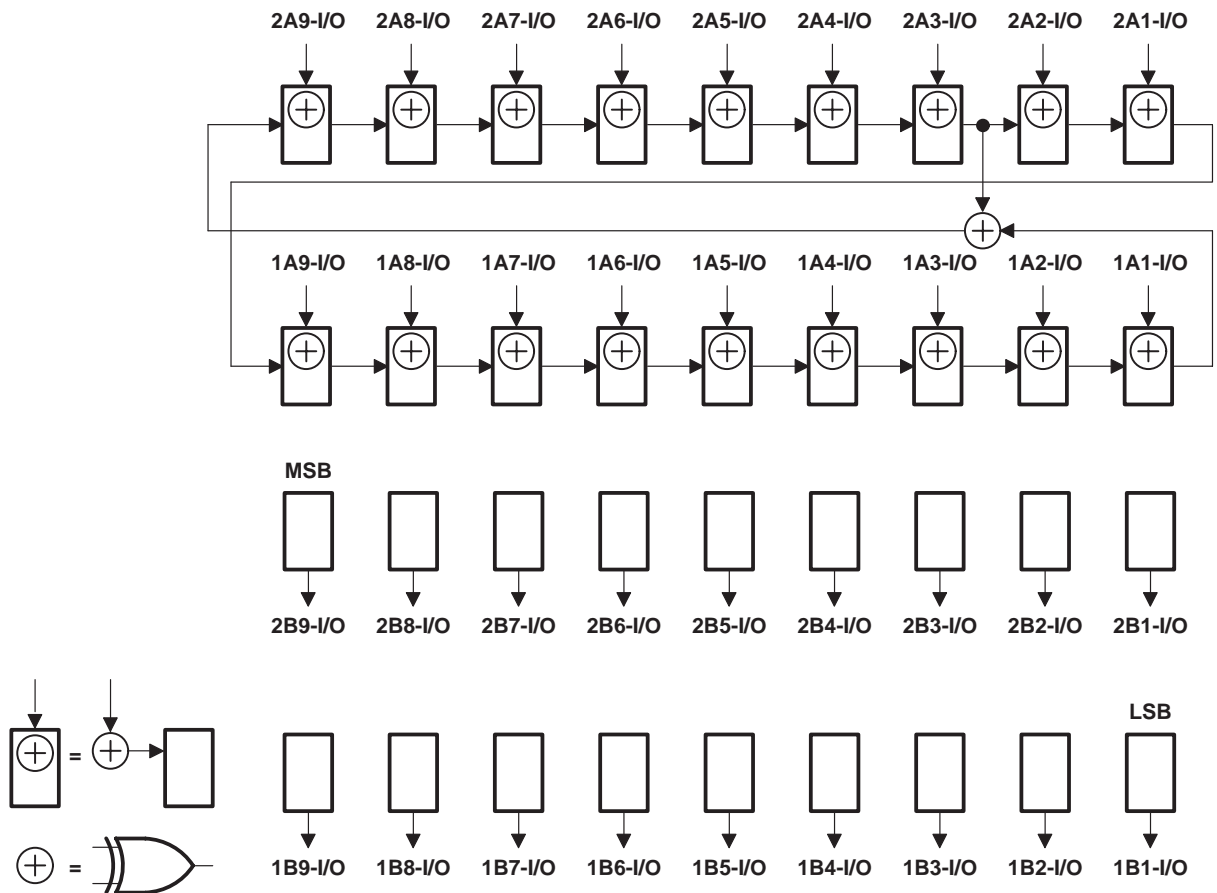 2A9-I/O 2A8-I/O 2A7-I/O 2A6-I/O 2A5-I/O 2A4-I/O 2A3-I/O 2A2-I/O 2A1-I/O
1A9-I/O 1A8-I/O 1A7-I/O 1A6-I/O 1A5-I/O 1A4-I/O 1A3-I/O 1A2-I/O 1A1-I/O
MSB
2B9-I/O 2B8-I/O 2B7-I/O 2B6-I/O 2B5-I/O 2B4-I/O 2B3-I/O 2B2-I/O 2B1-I/O
LSB
=
=
1B9-I/O 1B8-I/O 1B7-I/O 1B6-I/O 1B5-I/O 1B4-I/O 1B3-I/O 1B2-I/O 1B1-I/O